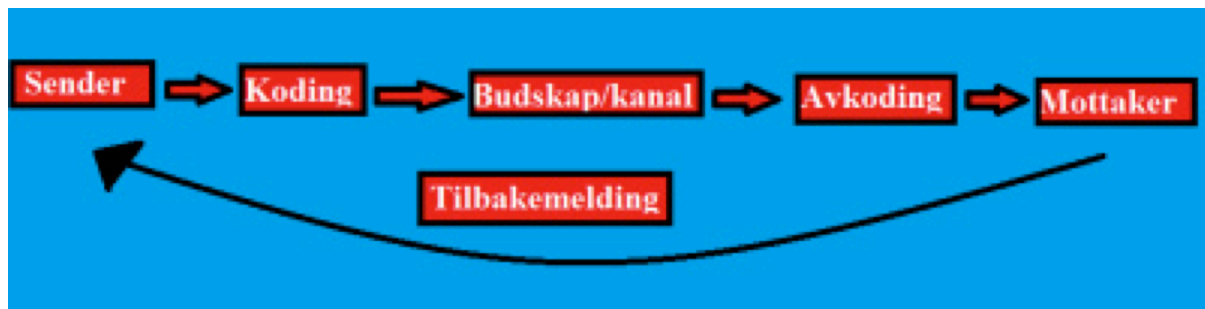 Sender
Koding
Budskap/kanal
Avkoding
Mottaker
Tilbakemelding